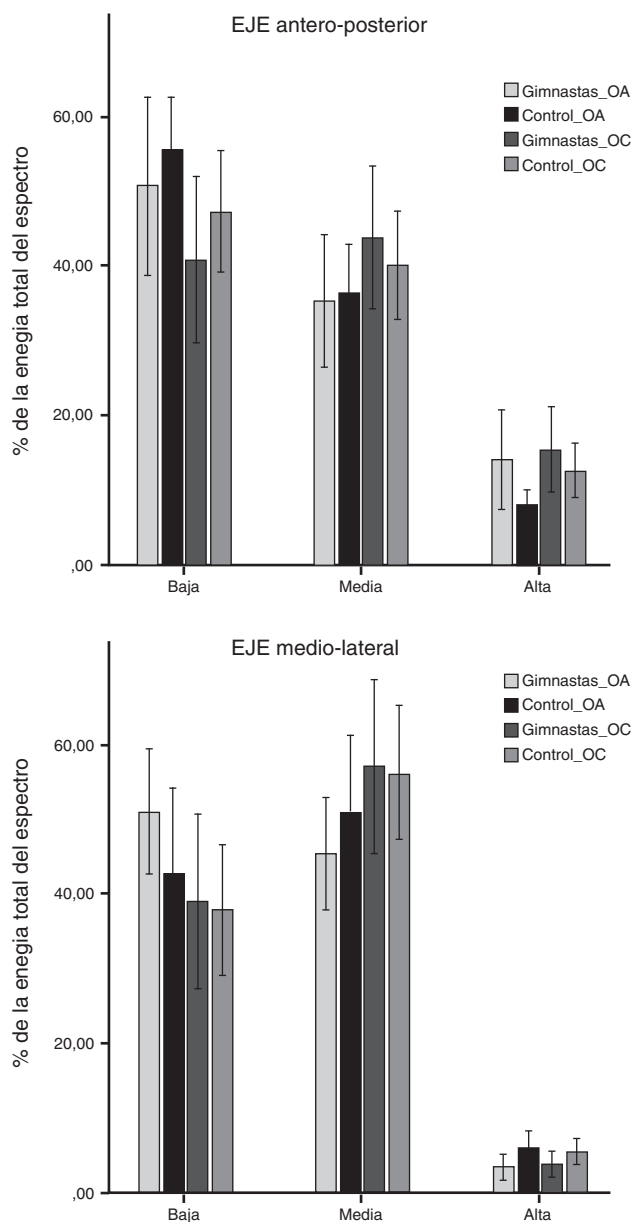 EJE antero-posterior
Gimnastas_OA
Control_OA
Gimnastas_OC
Control_OC
% de la enegia total del espectro
60,00
40,00
20,00
,00
Baja
Media
Alta
EJE medio-lateral
Gimnastas_OA
Control_OA
Gimnastas_OC
Control_OC
% de la enegia total del espectro
60,00
40,00
20,00
,00
Baja
Media
Alta